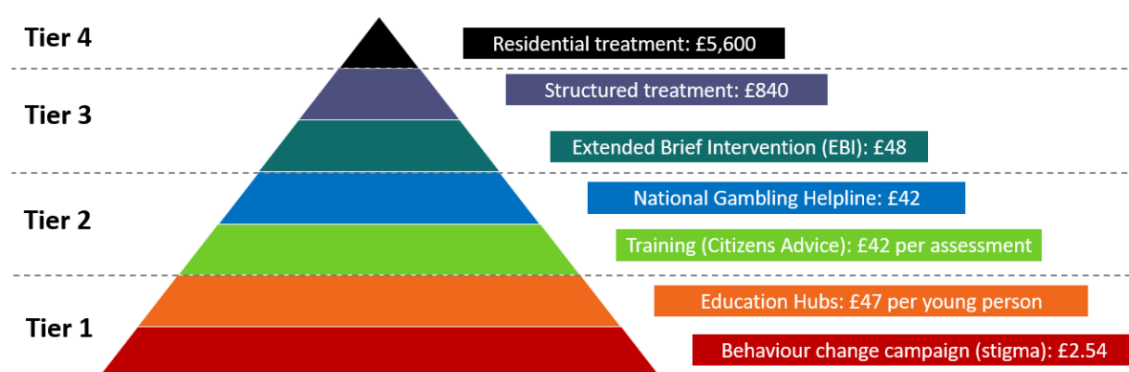 Tier 4
Residential treatment: £5,600
Structured treatment: £840
Tier 3
Extended Brief Intervention (EBI): £48
National Gambling Helpline: £42
Tier 2
Training (Citizens Advice): £42 per assessment
Education Hubs: £47 per young person
Tier 1
Behaviour change campaign (stigma): £2.54